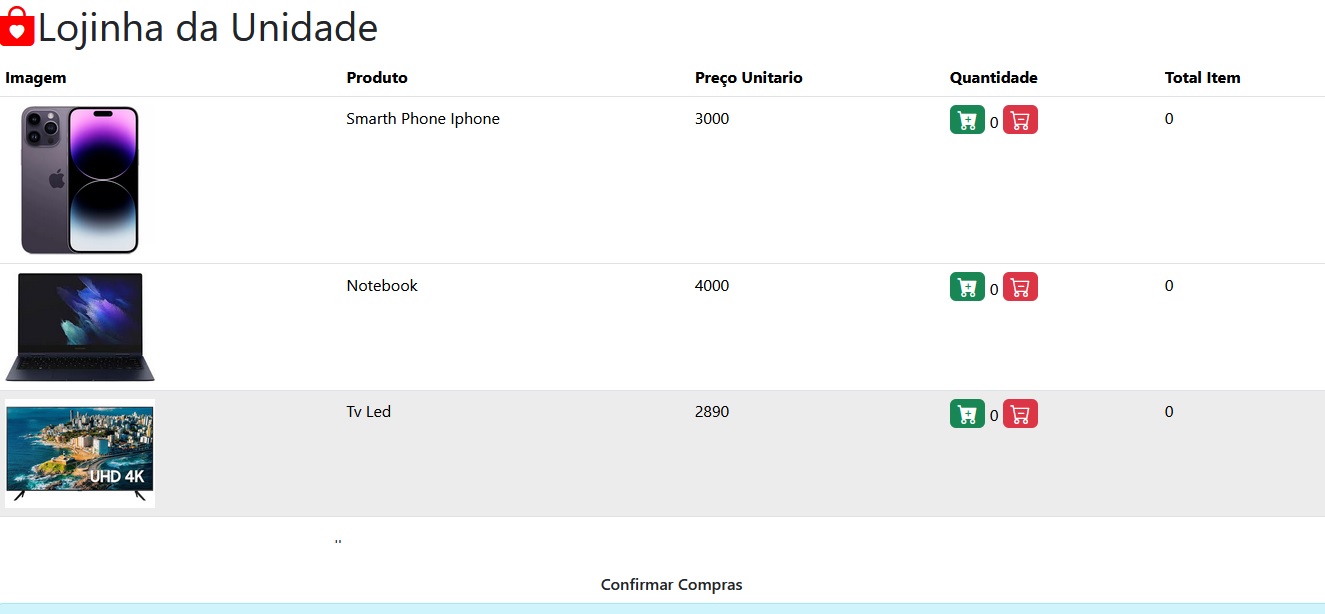 Lojinha da Unidade
Imagem Produto Preço Unitario Quantidade Total Item
Smarth Phone Iphone 3000 0 0
Notebook 4000 0 0
Tv Led 2890 0 0
UHD 4K
Confirmar Compras